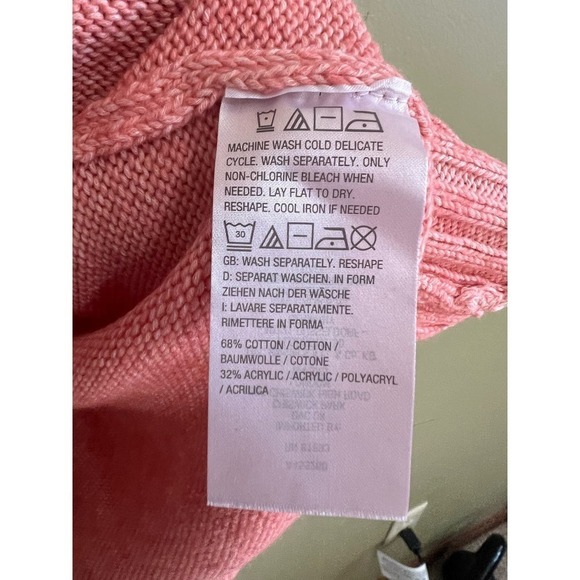 MACHINE WASH COLD DELICATE
CYCLE. WASH SEPARATELY. ONLY
NON-CHLORINE BLEACH WHEN
NEEDED. LAY FLAT TO DRY.
RESHAPE. COOL IRON IF NEEDED
30
GB: WASH SEPARATELY. RESHAPE
D: SEPARAT WASCHEN. IN FORM
ZIEHEN NACH DER WÄSCHE
I: LAVARE SEPARATAMENTE.
RIMETTERE IN FORMA
68% COTTON / COTTON /
BAUMWOLLE / COTONE
32% ACRYLIC / ACRYLIC / POLYACRYL
/ ACRILICA